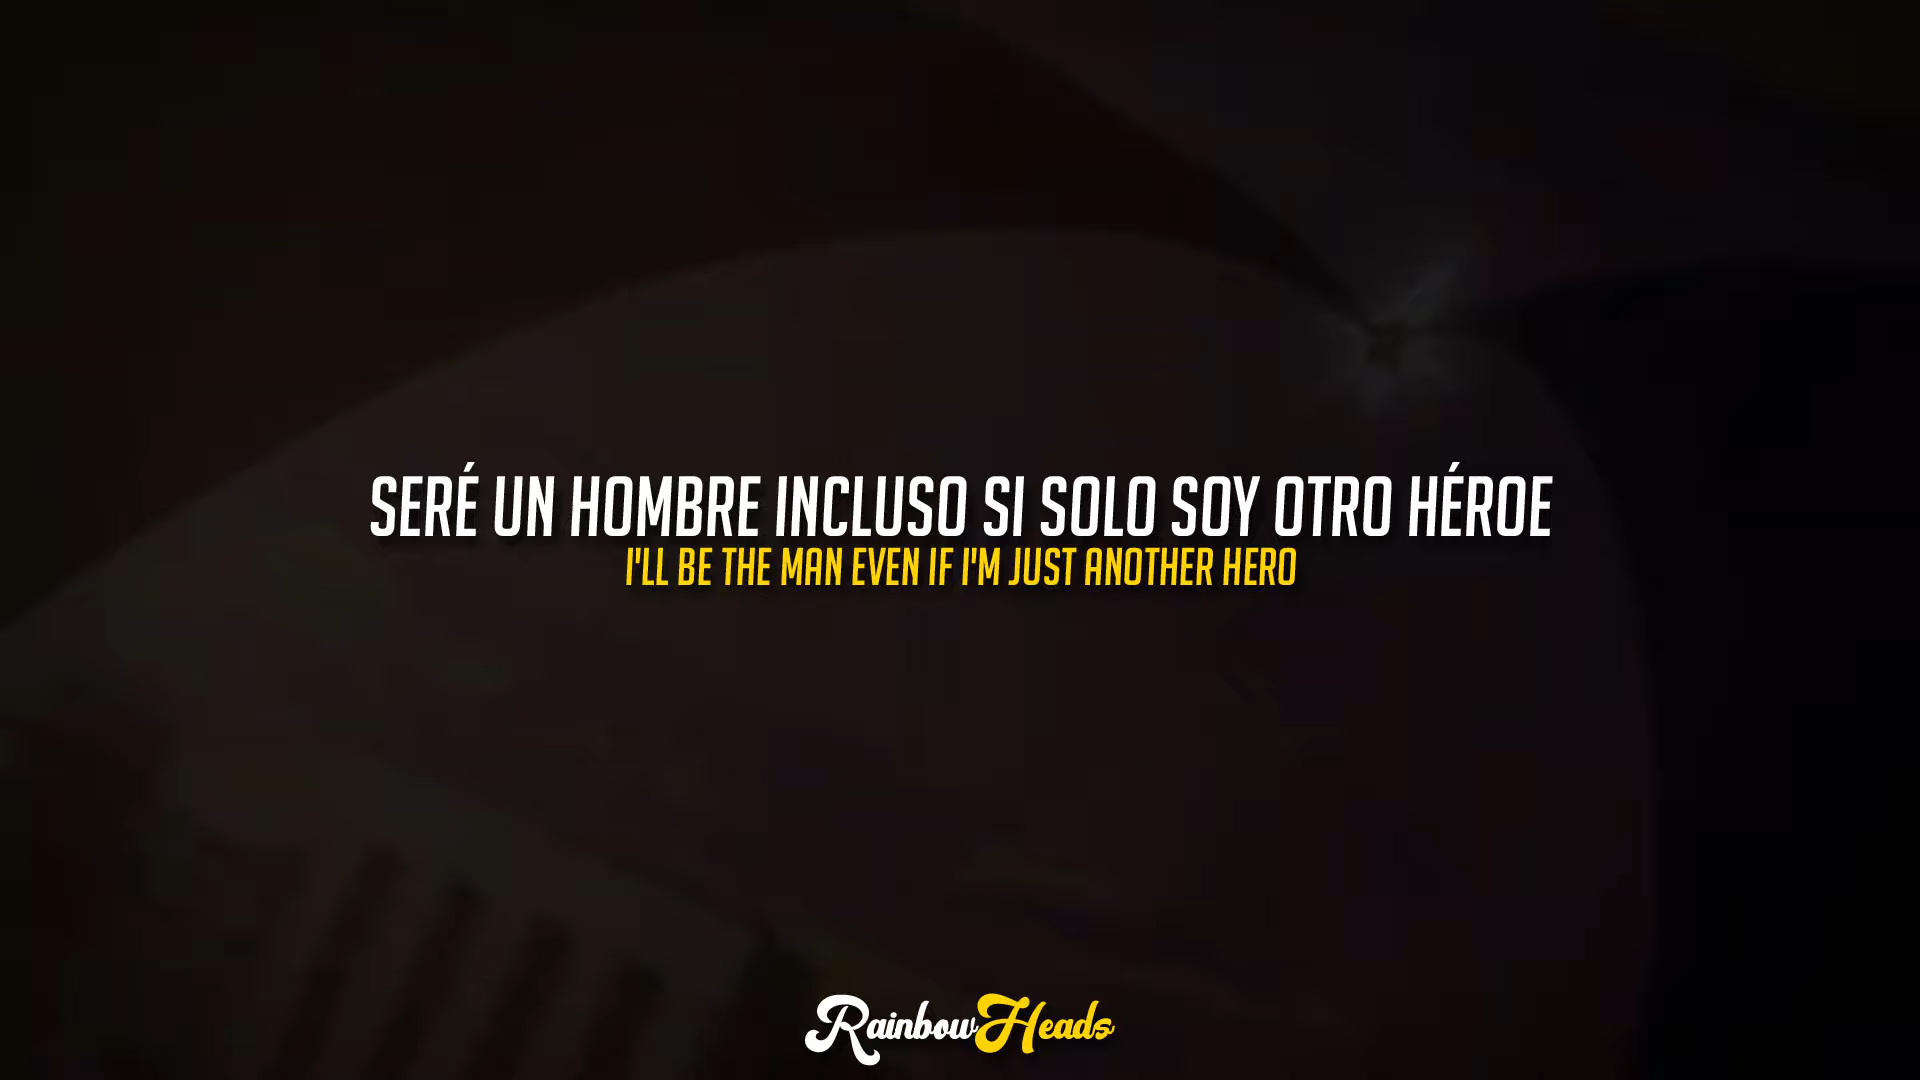 SERÉ UN HOMBRE INCLUSO SI SOLO SOY OTRO HÉROE
I'LL BE THE MAN EVEN IF I'M JUST ANOTHER HERO
RainbowHeads